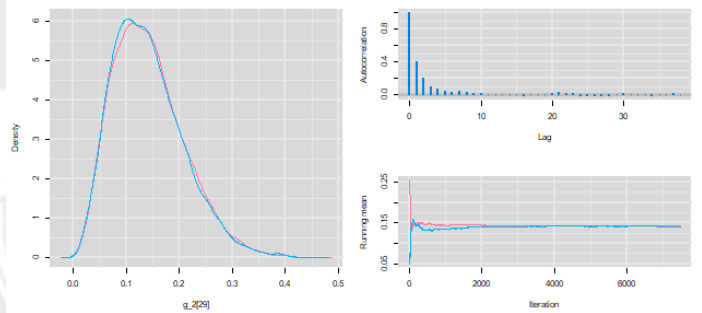 Density
0 1 2 3 4 5 6
0.0 0.1 0.2 0.3 0.4 0.5
g_2[29]
Autocorrelation
0.0 0.8
0 10 20 30
Lag
Running mean
0.05 0.15 0.25
0 2000 4000 6000
Iteration